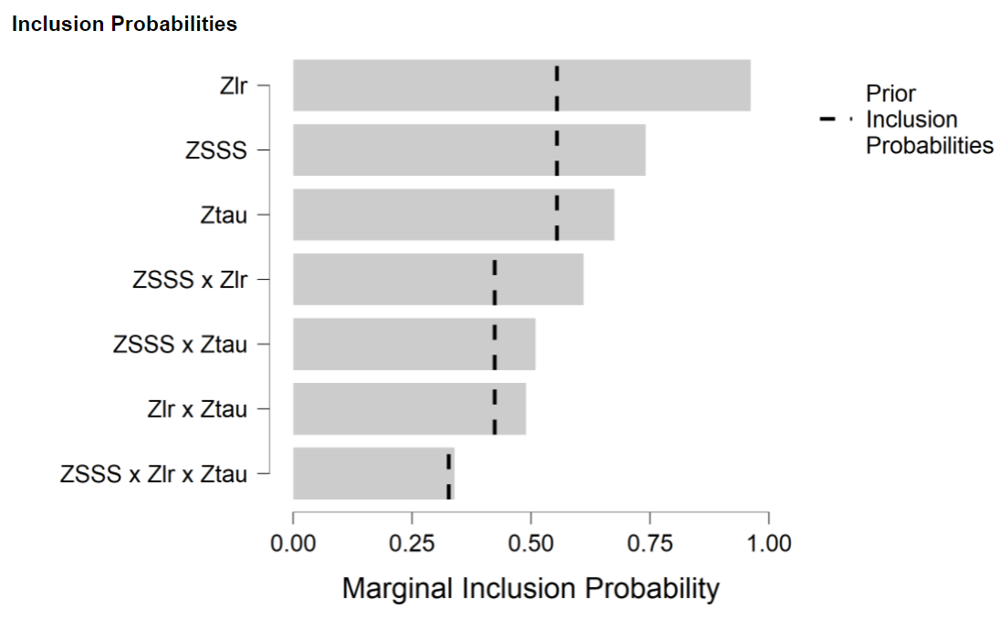 Inclusion Probabilities
Zlr
ZSSS
Ztau
ZSSS x Zlr
ZSSS x Ztau
Zlr x Ztau
ZSSS x Zlr x Ztau
0.00 0.25 0.50 0.75 1.00
Marginal Inclusion Probability
Prior
Inclusion
Probabilities